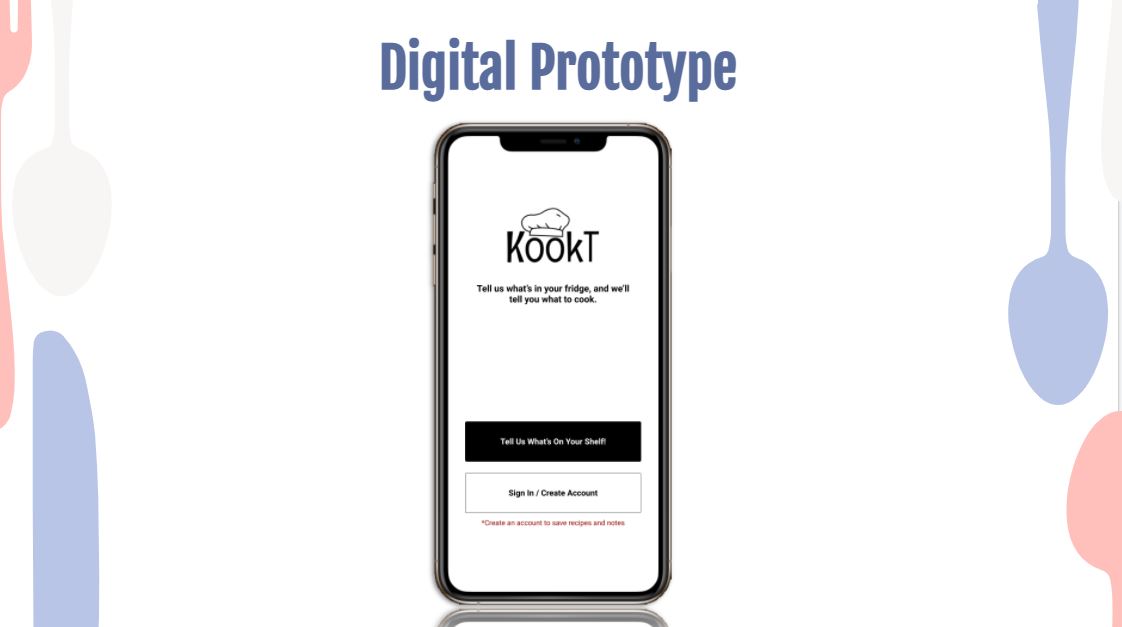 Digital Prototype
KookT
Tell us what's in your fridge, and we'll
tell you what to cook.
Tell Us What's On Your Shelf!
Sign In / Create Account
*Create an account to save recipes and notes